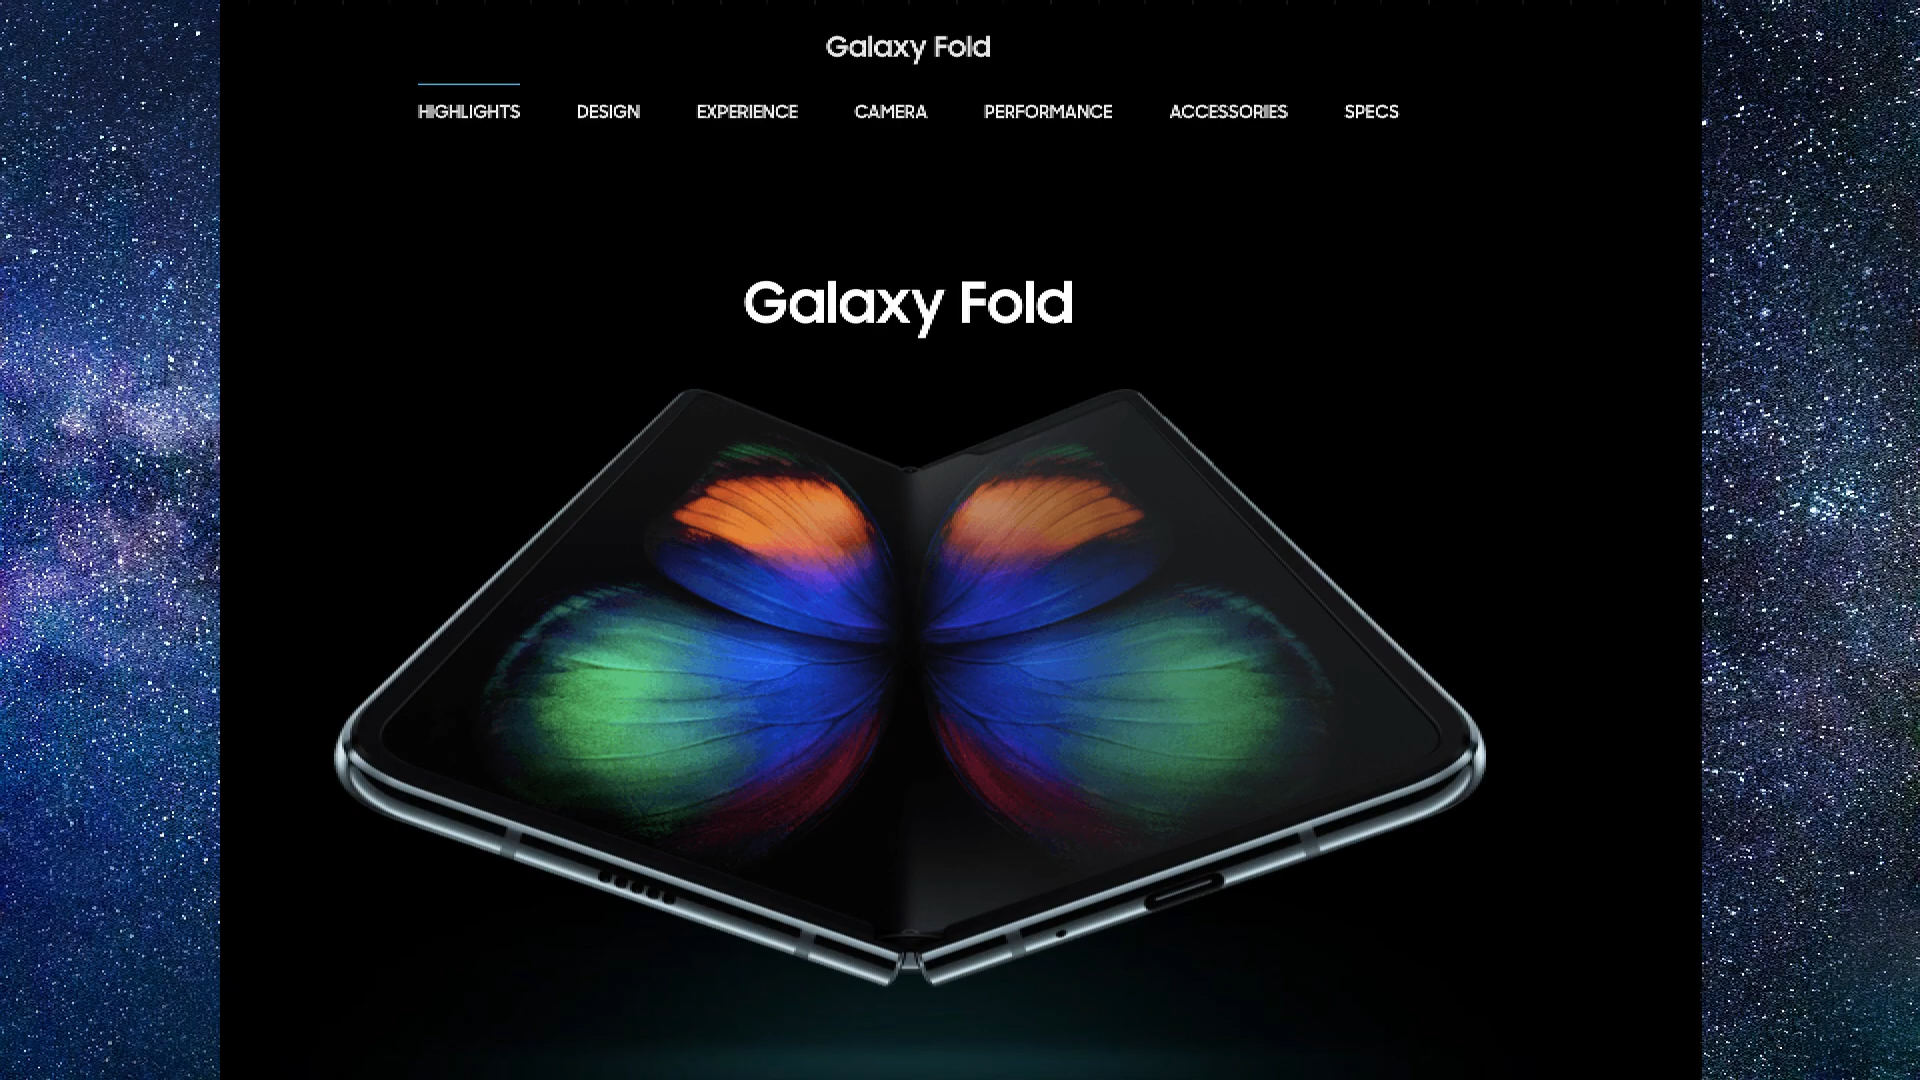 Galaxy Fold
HIGHLIGHTS DESIGN EXPERIENCE CAMERA PERFORMANCE ACCESSORIES SPECS
Galaxy Fold